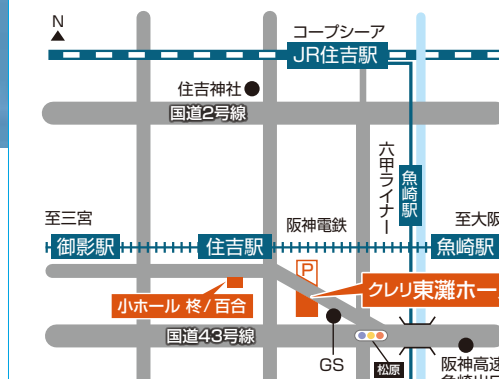 N
コープシーア
JR住吉駅
住吉神社
国道2号線
六甲ライナー
魚崎駅
至三宮
阪神電鉄
至大阪
御影駅
住吉駅
魚崎駅
P
クレリ東灘ホー
小ホール 柊/百合
国道43号線
GS
松原
阪神高速